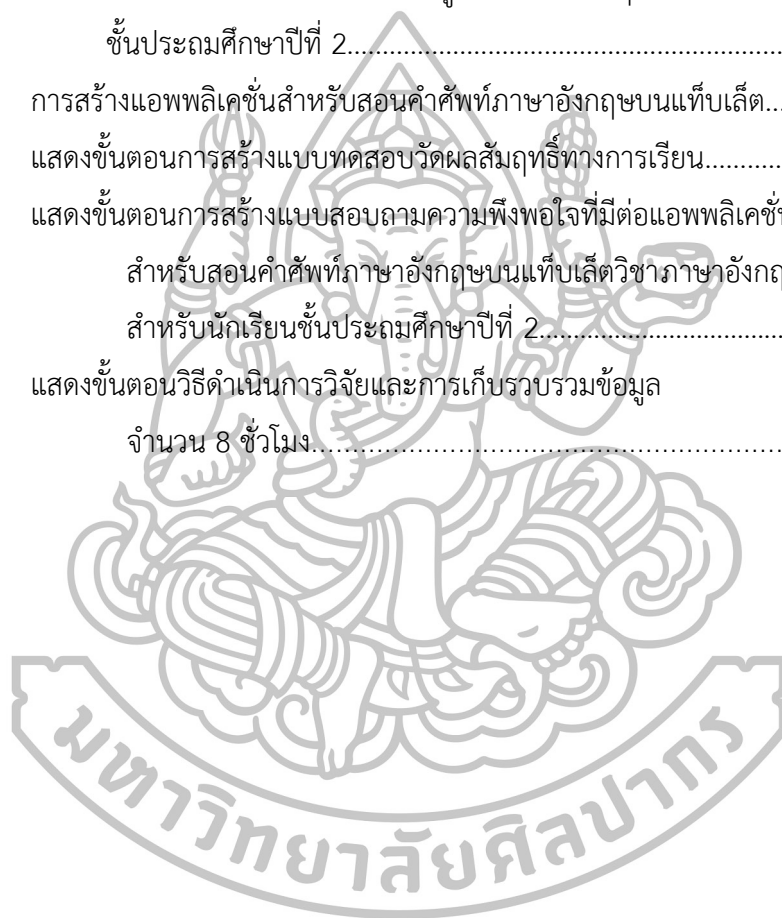 ชั้นประถมศึกษาปีที่ 2.......................................................................
การสร้างแอพพลิเคชั่นสำหรับสอนคำศัพท์ภาษาอังกฤษบนแท็บเล็ต...
แสดงขั้นตอนการสร้างแบบทดสอบวัดผลสัมฤทธิ์ทางการเรียน............
แสดงขั้นตอนการสร้างแบบสอบถามความพึงพอใจที่มีต่อแอพพลิเคชั่น
สำหรับสอนคำศัพท์ภาษาอังกฤษบนแท็บเล็ตวิชาภาษาอังกฤ
สำหรับนักเรียนชั้นประถมศึกษาปีที่ 2.......................................
แสดงขั้นตอนวิธีดำเนินการวิจัยและการเก็บรวบรวมข้อมูล
จำนวน 8 ชั่วโมง.......................................................................
มหาวิทยาลัยศิลปากร